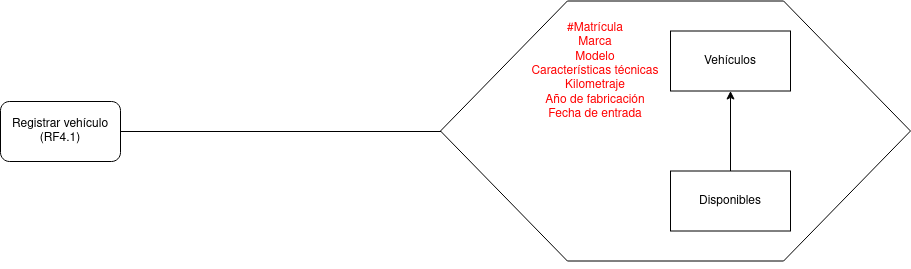 Registrar vehículo
(RF4.1)
#Matrícula
Marca
Modelo
Características técnicas
Kilometraje
Año de fabricación
Fecha de entrada
Vehículos
Disponibles